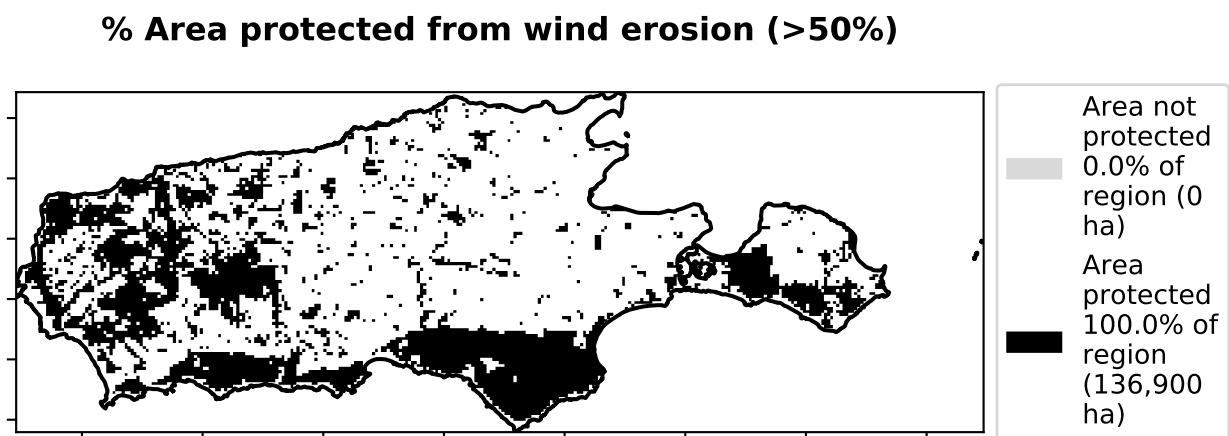 % Area protected from wind erosion (>50%)
Area not
protected
0.0% of
region (0
ha)
Area
protected
100.0% of
region
(136,900
ha)